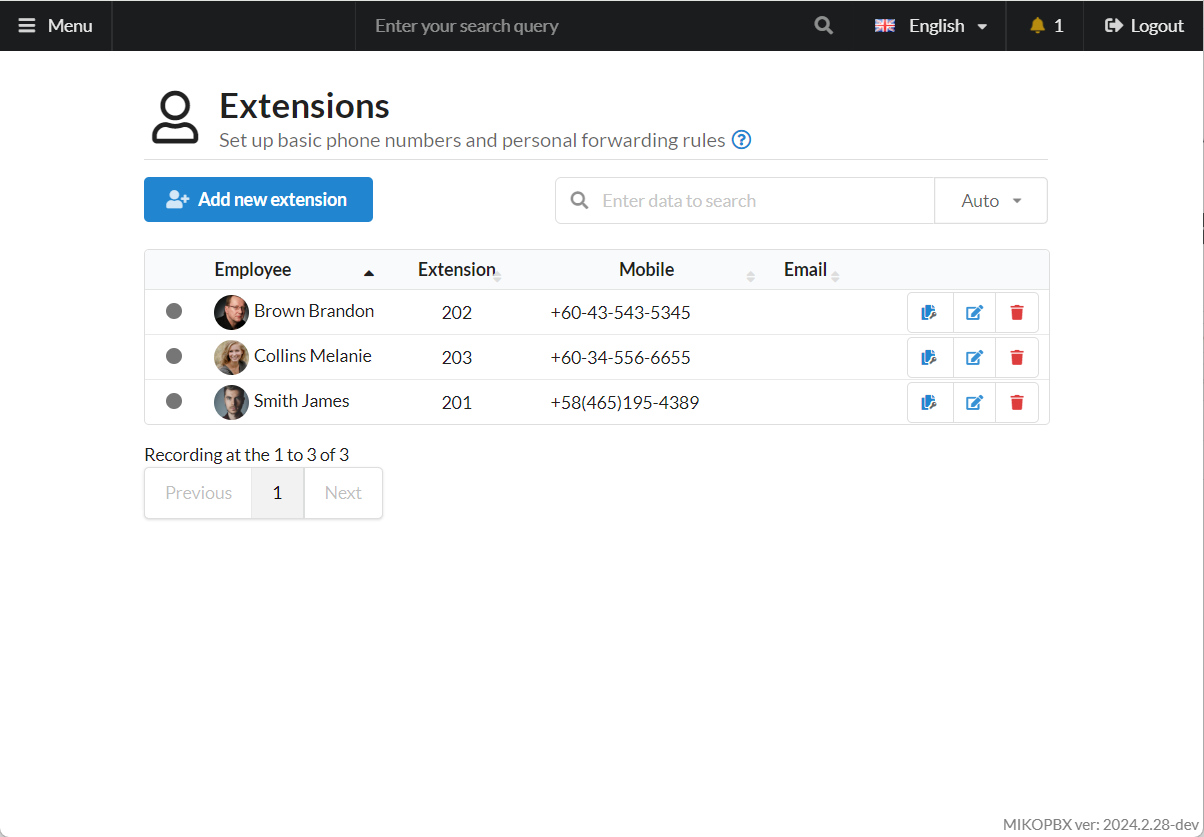 Menu
Enter your search query
English
1
Logout
Extensions
Set up basic phone numbers and personal forwarding rules
Add new extension
Enter data to search
Auto
Employee Extension Mobile Email
Brown Brandon 202 +60-43-543-5345
Collins Melanie 203 +60-34-556-6655
Smith James 201 +58(465)195-4389
Recording at the 1 to 3 of 3
Previous 1 Next
MIKOPBX ver: 2024.2.28-dev